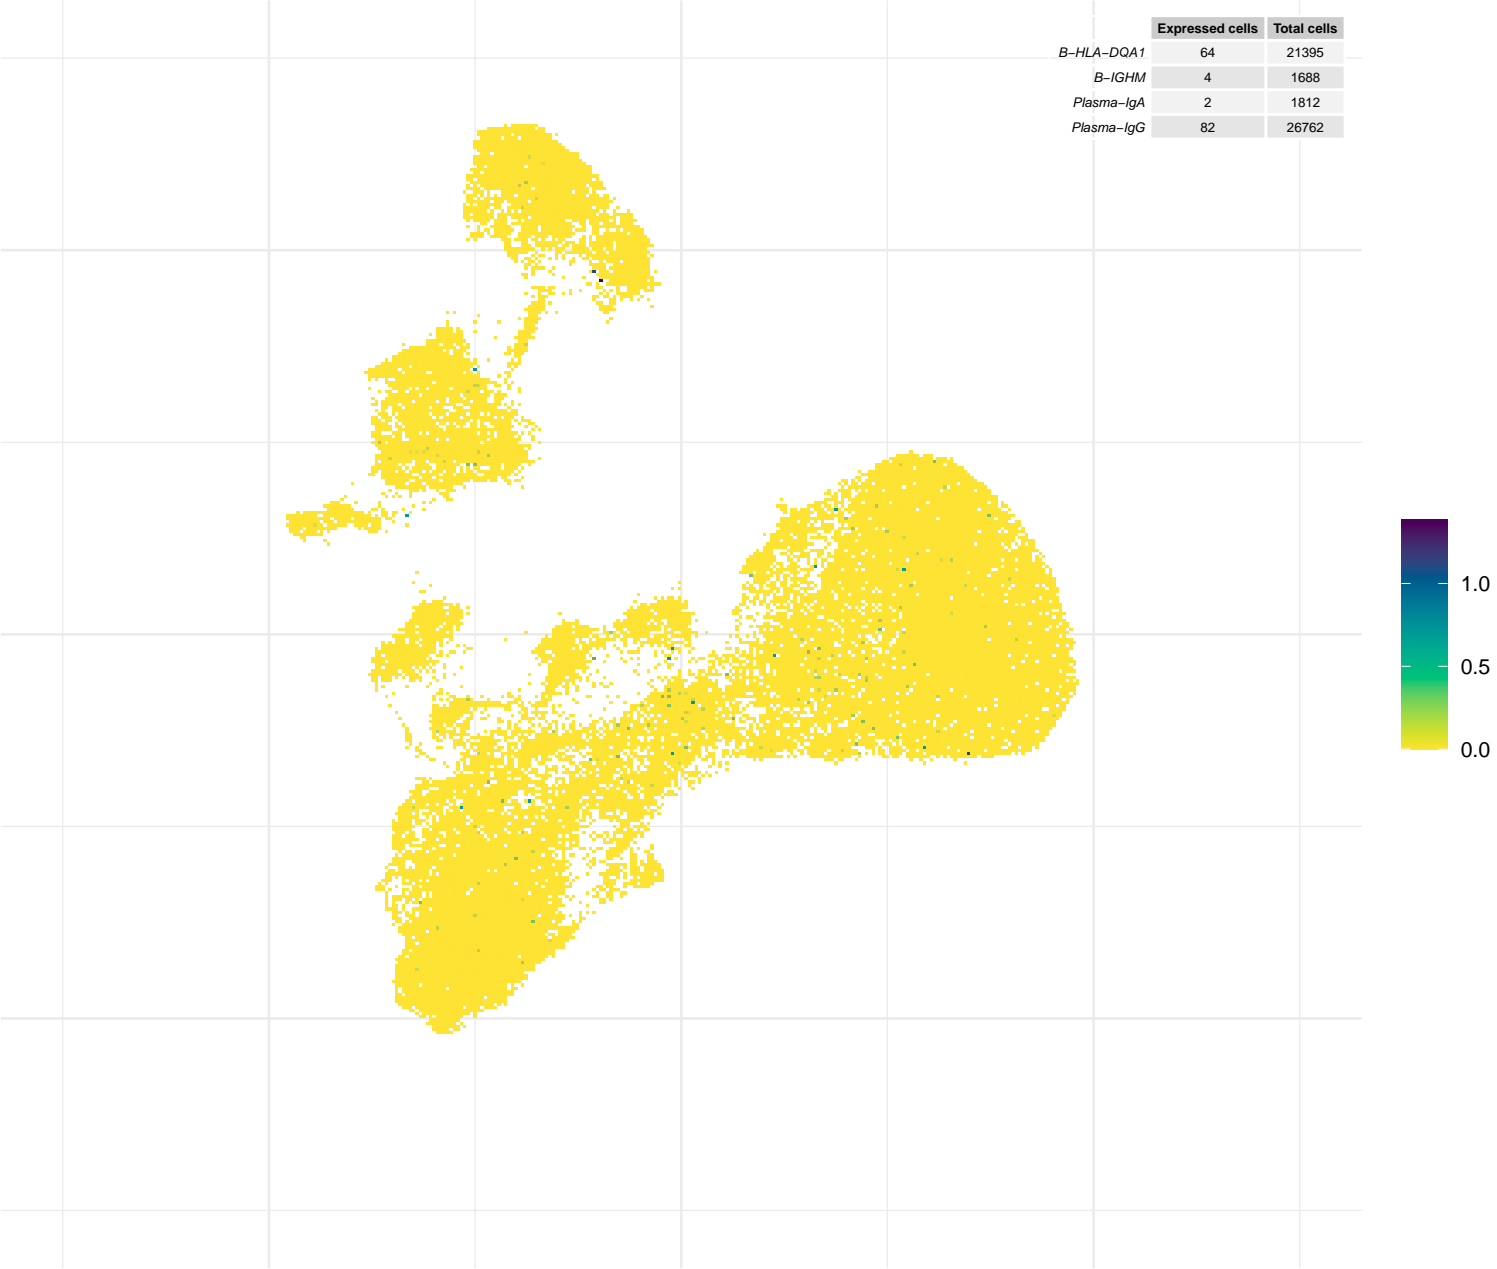 Expressed cells Total cells
B−HLA−DQA1 64 21395
B−IGHM 4 1688
Plasma−IgA 2 1812
Plasma−IgG 82 26762
1.0
0.5
0.0